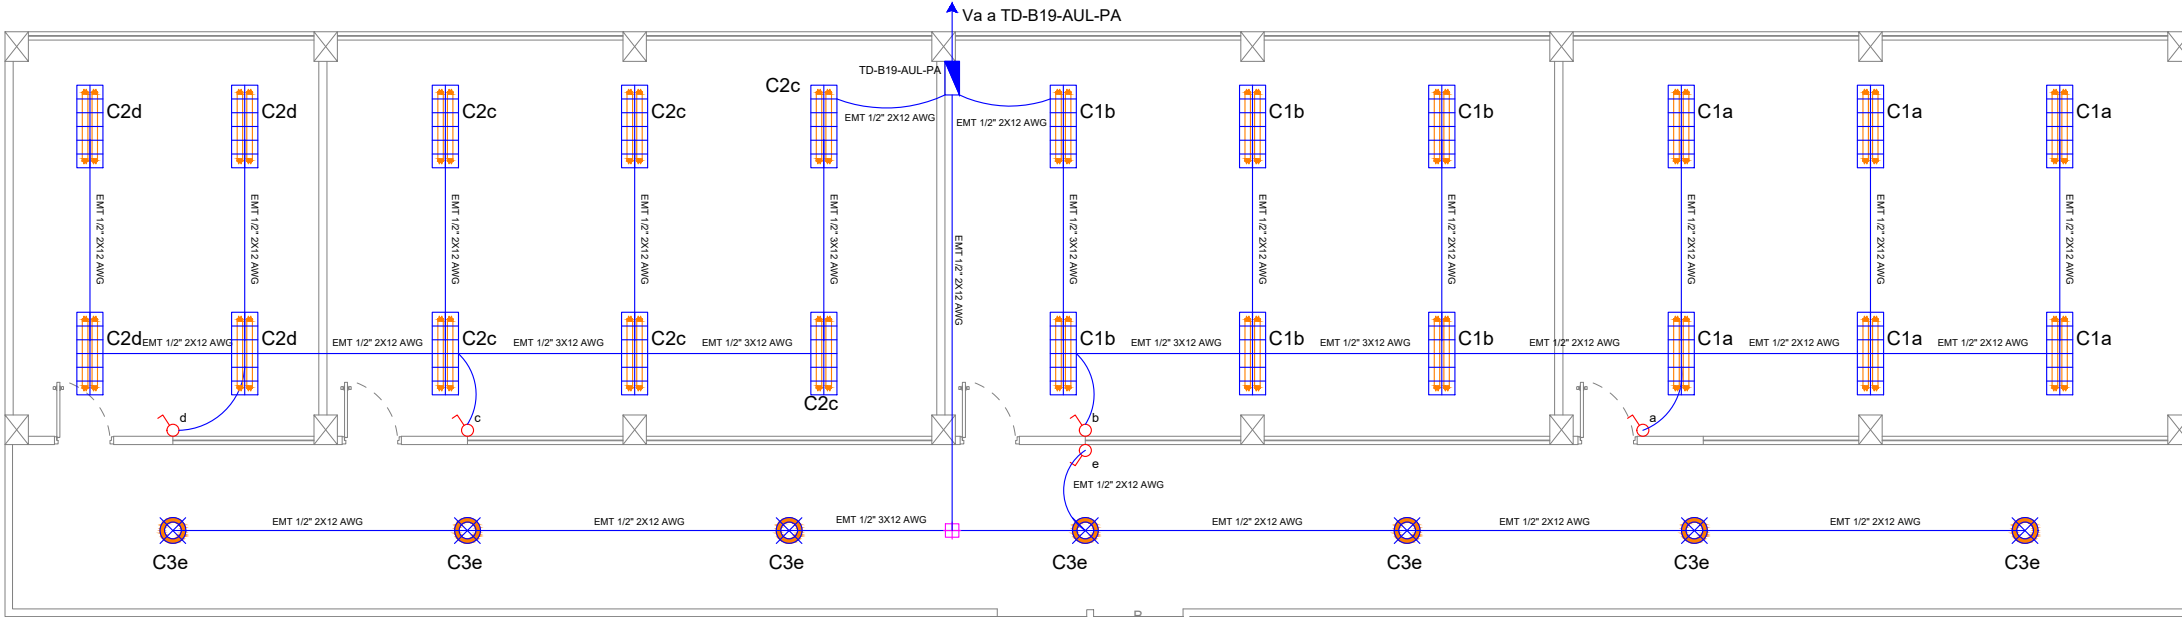 Va a TD-B19-AUL-PA
TD-B19-AUL-PA
C2d
C2d
C2c
C2c
C2c
C1b
C1b
C1b
C1a
C1a
C1a
EMT 1/2" 2X12 AWG
EMT 1/2" 2X12 AWG
EMT 1/2" 2X12 AWG
EMT 1/2" 2X12 AWG
EMT 1/2" 2X12 AWG
EMT 1/2" 2X12 AWG
EMT 1/2" 3X12 AWG
EMT 1/2" 2X12 AWG
EMT 1/2" 3X12 AWG
EMT 1/2" 2X12 AWG
EMT 1/2" 2X12 AWG
EMT 1/2" 2X12 AWG
EMT 1/2" 2X12 AWG
EMT 1/2" 2X12 AWG
C2d
C2d
C2c
C2c
C2c
C1b
C1b
C1b
C1a
C1a
C1a
EMT 1/2" 2X12 AWG
EMT 1/2" 2X12 AWG
EMT 1/2" 3X12 AWG
EMT 1/2" 3X12 AWG
EMT 1/2" 3X12 AWG
EMT 1/2" 3X12 AWG
EMT 1/2" 2X12 AWG
EMT 1/2" 2X12 AWG
EMT 1/2" 2X12 AWG
d
c
b
a
e
EMT 1/2" 2X12 AWG
EMT 1/2" 2X12 AWG
EMT 1/2" 2X12 AWG
EMT 1/2" 3X12 AWG
EMT 1/2" 2X12 AWG
EMT 1/2" 2X12 AWG
EMT 1/2" 2X12 AWG
C3e
C3e
C3e
C3e
C3e
C3e
C3e